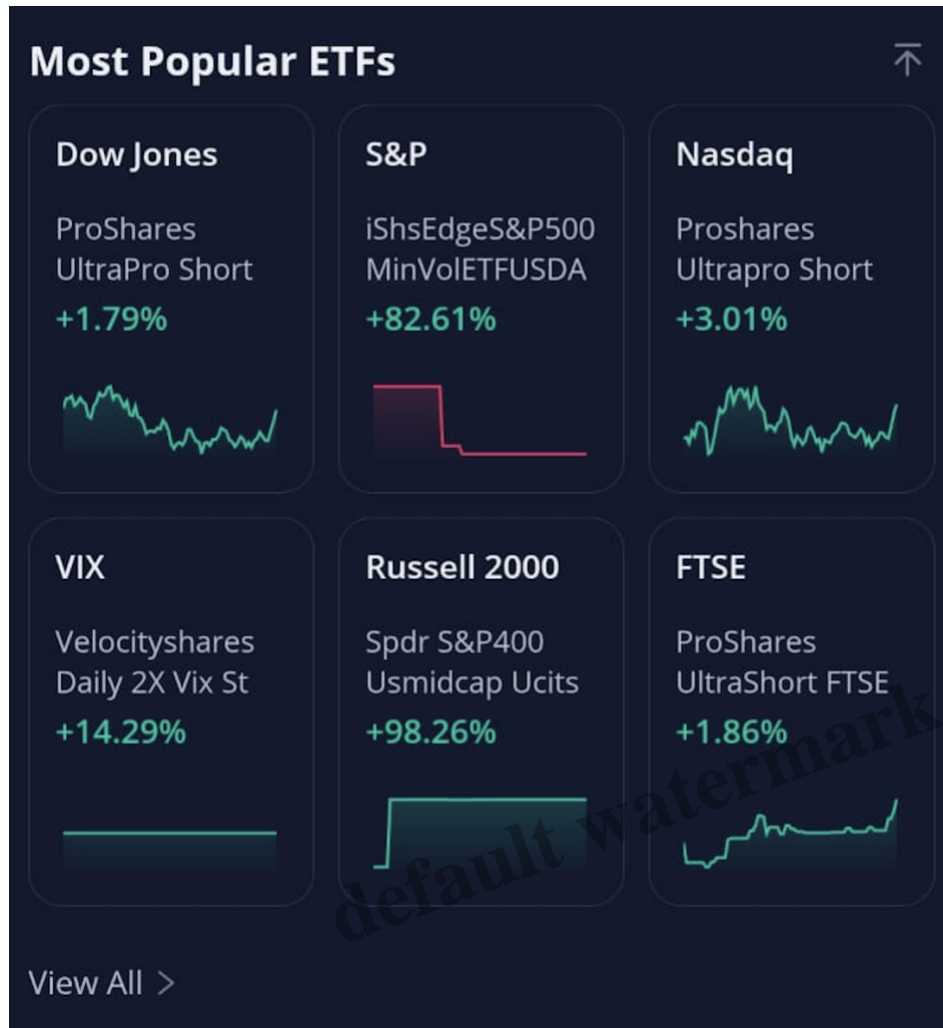 Most Popular ETFs
Dow Jones
ProShares
UltraPro Short
+1.79%
S&P
iShsEdgeS&P500
MinVolETFUSDA
+82.61%
Nasdaq
Proshares
Ultrapro Short
+3.01%
VIX
Velocityshares
Daily 2X Vix St
+14.29%
Russell 2000
Spdr S&P400
Usmidcap Ucits
+98.26%
FTSE
ProShares
UltraShort FTSE
+1.86%
default watermark
View All